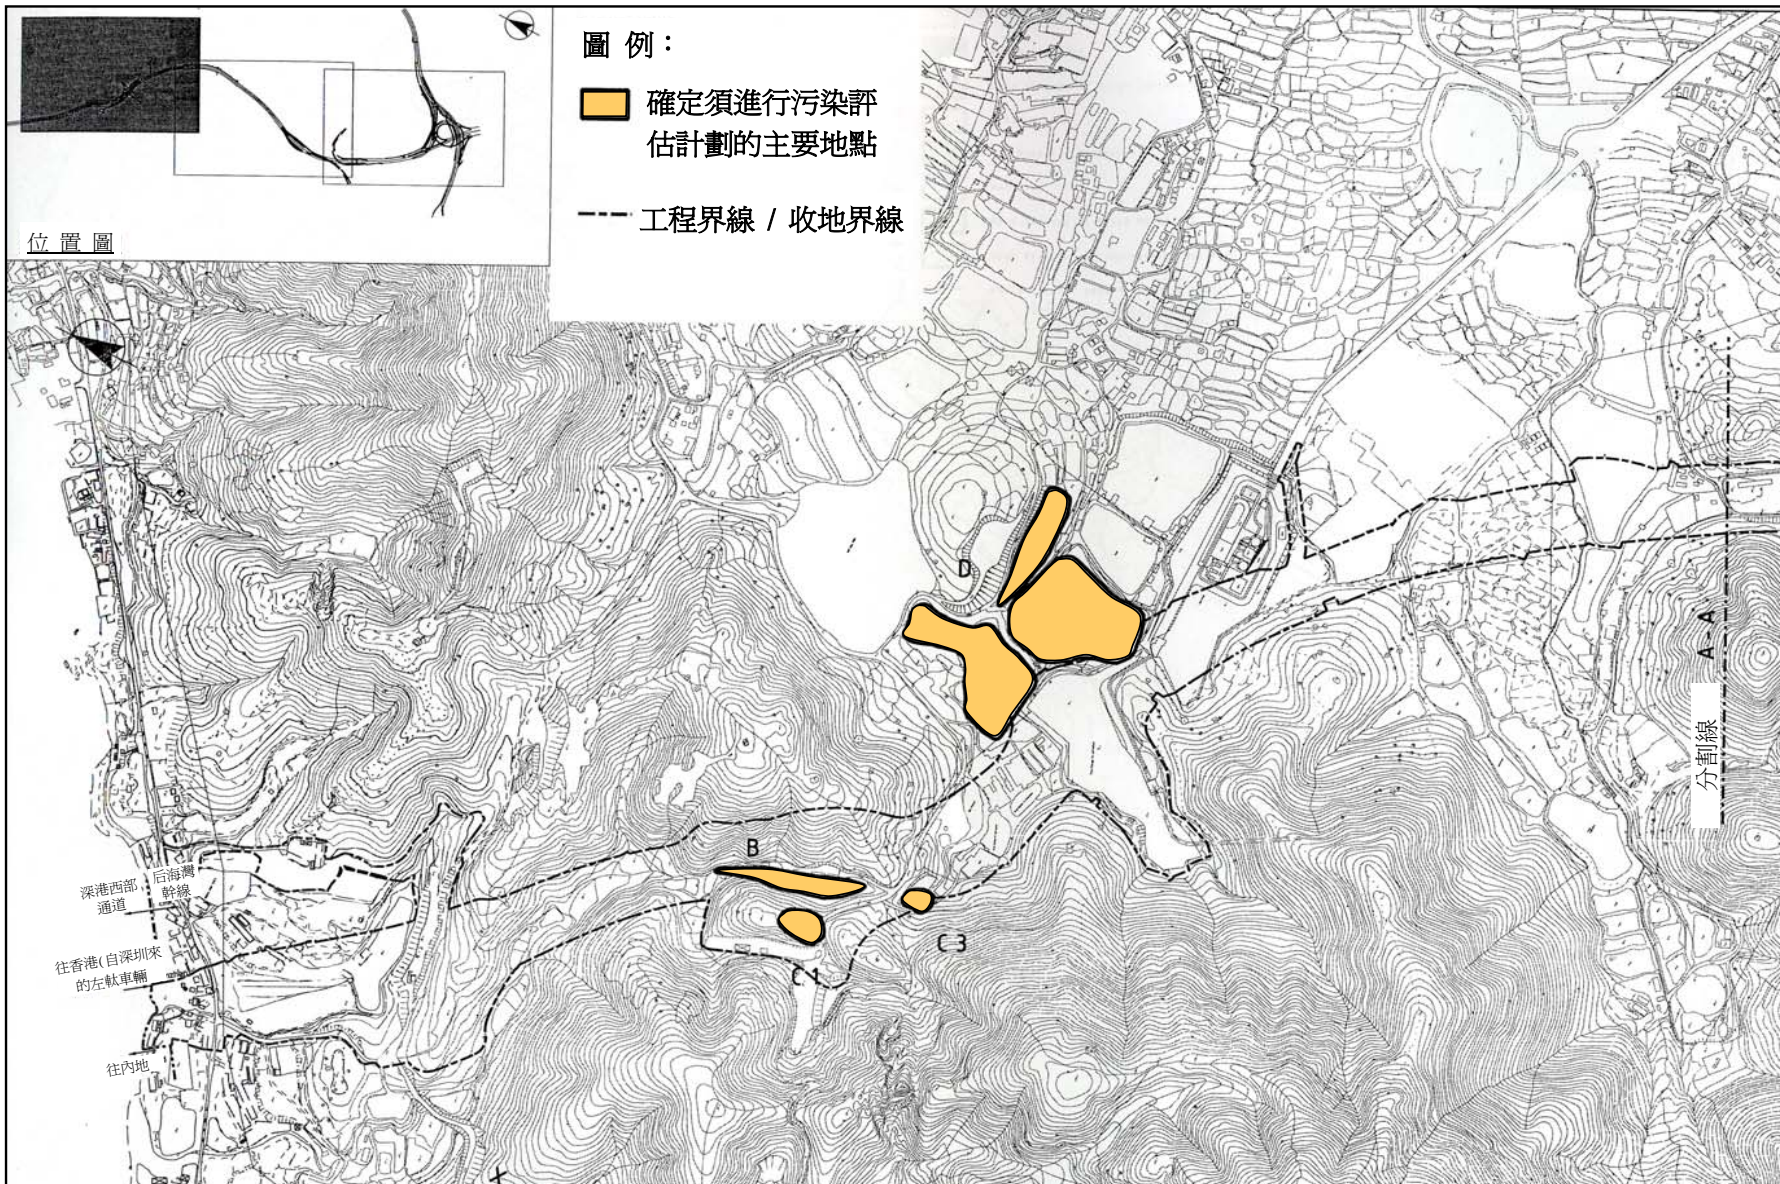 位置圖
圖 例：
確定須進行污染評
估計劃的主要地點
工程界線 / 收地界線
D
B
C3
C1
A-A
分割線
深港西部
通道
后海灣
幹線
往香港(自深圳來
的左軚車輛
往內地